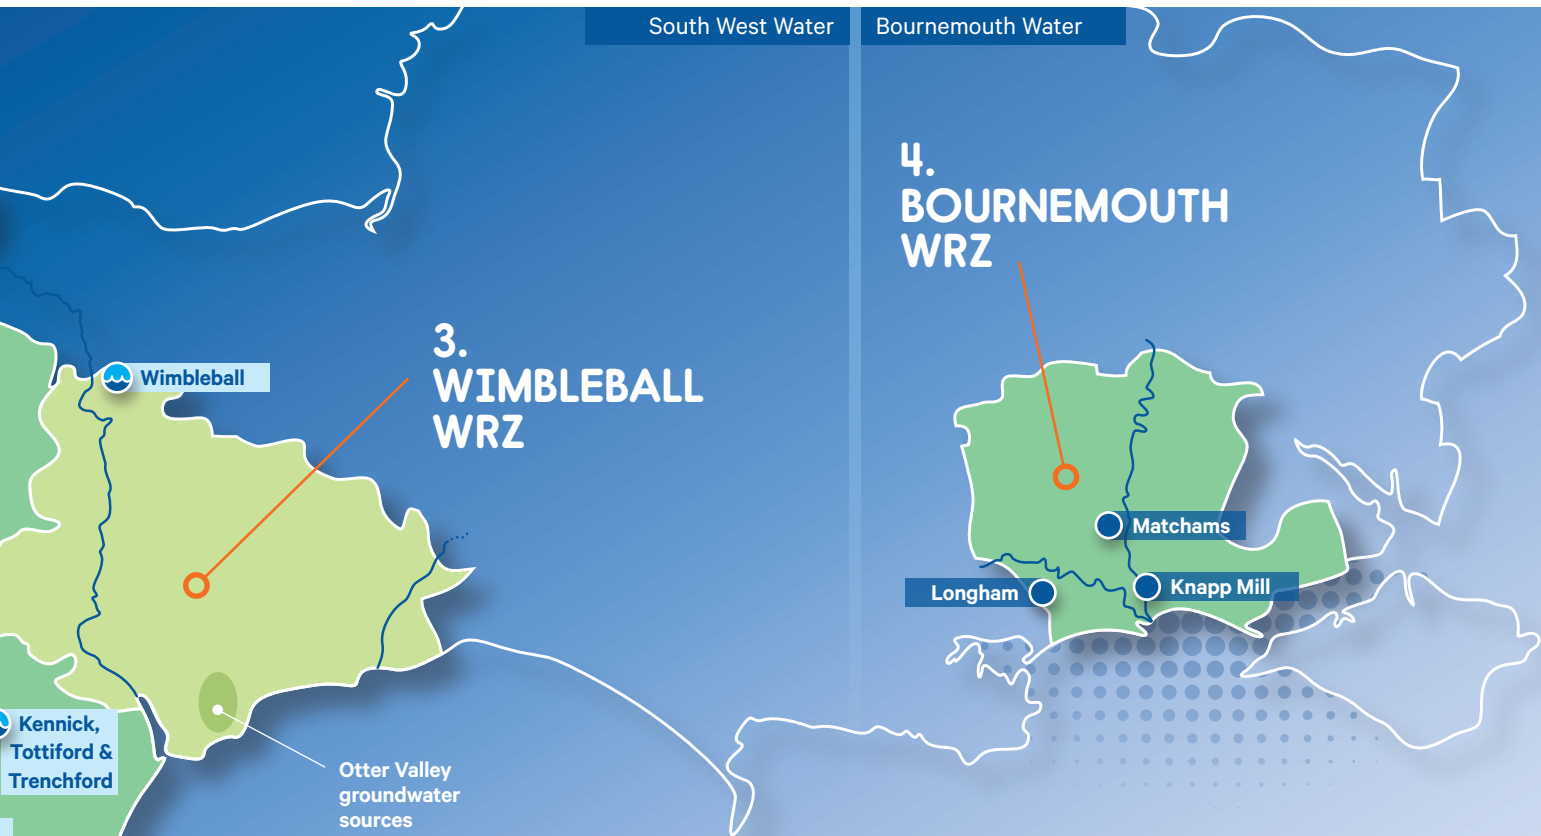 South West Water
Bournemouth Water
4.
BOURNEMOUTH
WRZ
3.
WIMBLEBALL
WRZ
Wimbleball
Matchams
Knapp Mill
Longham
Kennick,
Tottiford &
Trenchford
Otter Valley
groundwater
sources